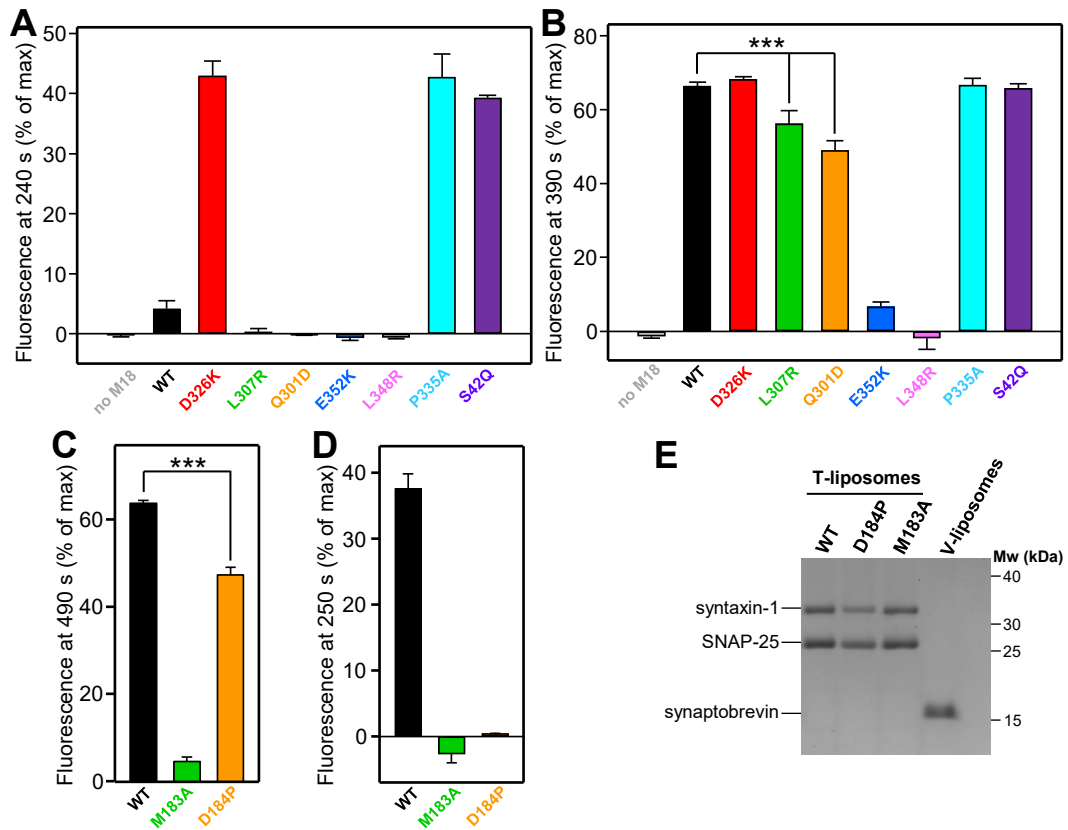 A
Fluorescence at 240 s (% of max)
50
40
30
20
10
0
no M18
WT
D326K
L307R
Q301D
E352K
L348R
P335A
S42Q
B
Fluorescence at 390 s (% of max)
80
60
40
20
0
***
no M18
WT
D326K
L307R
Q301D
E352K
L348R
P335A
S42Q
C
Fluorescence at 490 s (% of max)
60
40
20
0
***
WT
M183A
D184P
D
Fluorescence at 250 s (% of max)
40
30
20
10
0
WT
M183A
D184P
E
T-liposomes
WT
D184P
M183A
V-liposomes
Mw (kDa)
syntaxin-1
SNAP-25
synaptobrevin
40
30
25
15